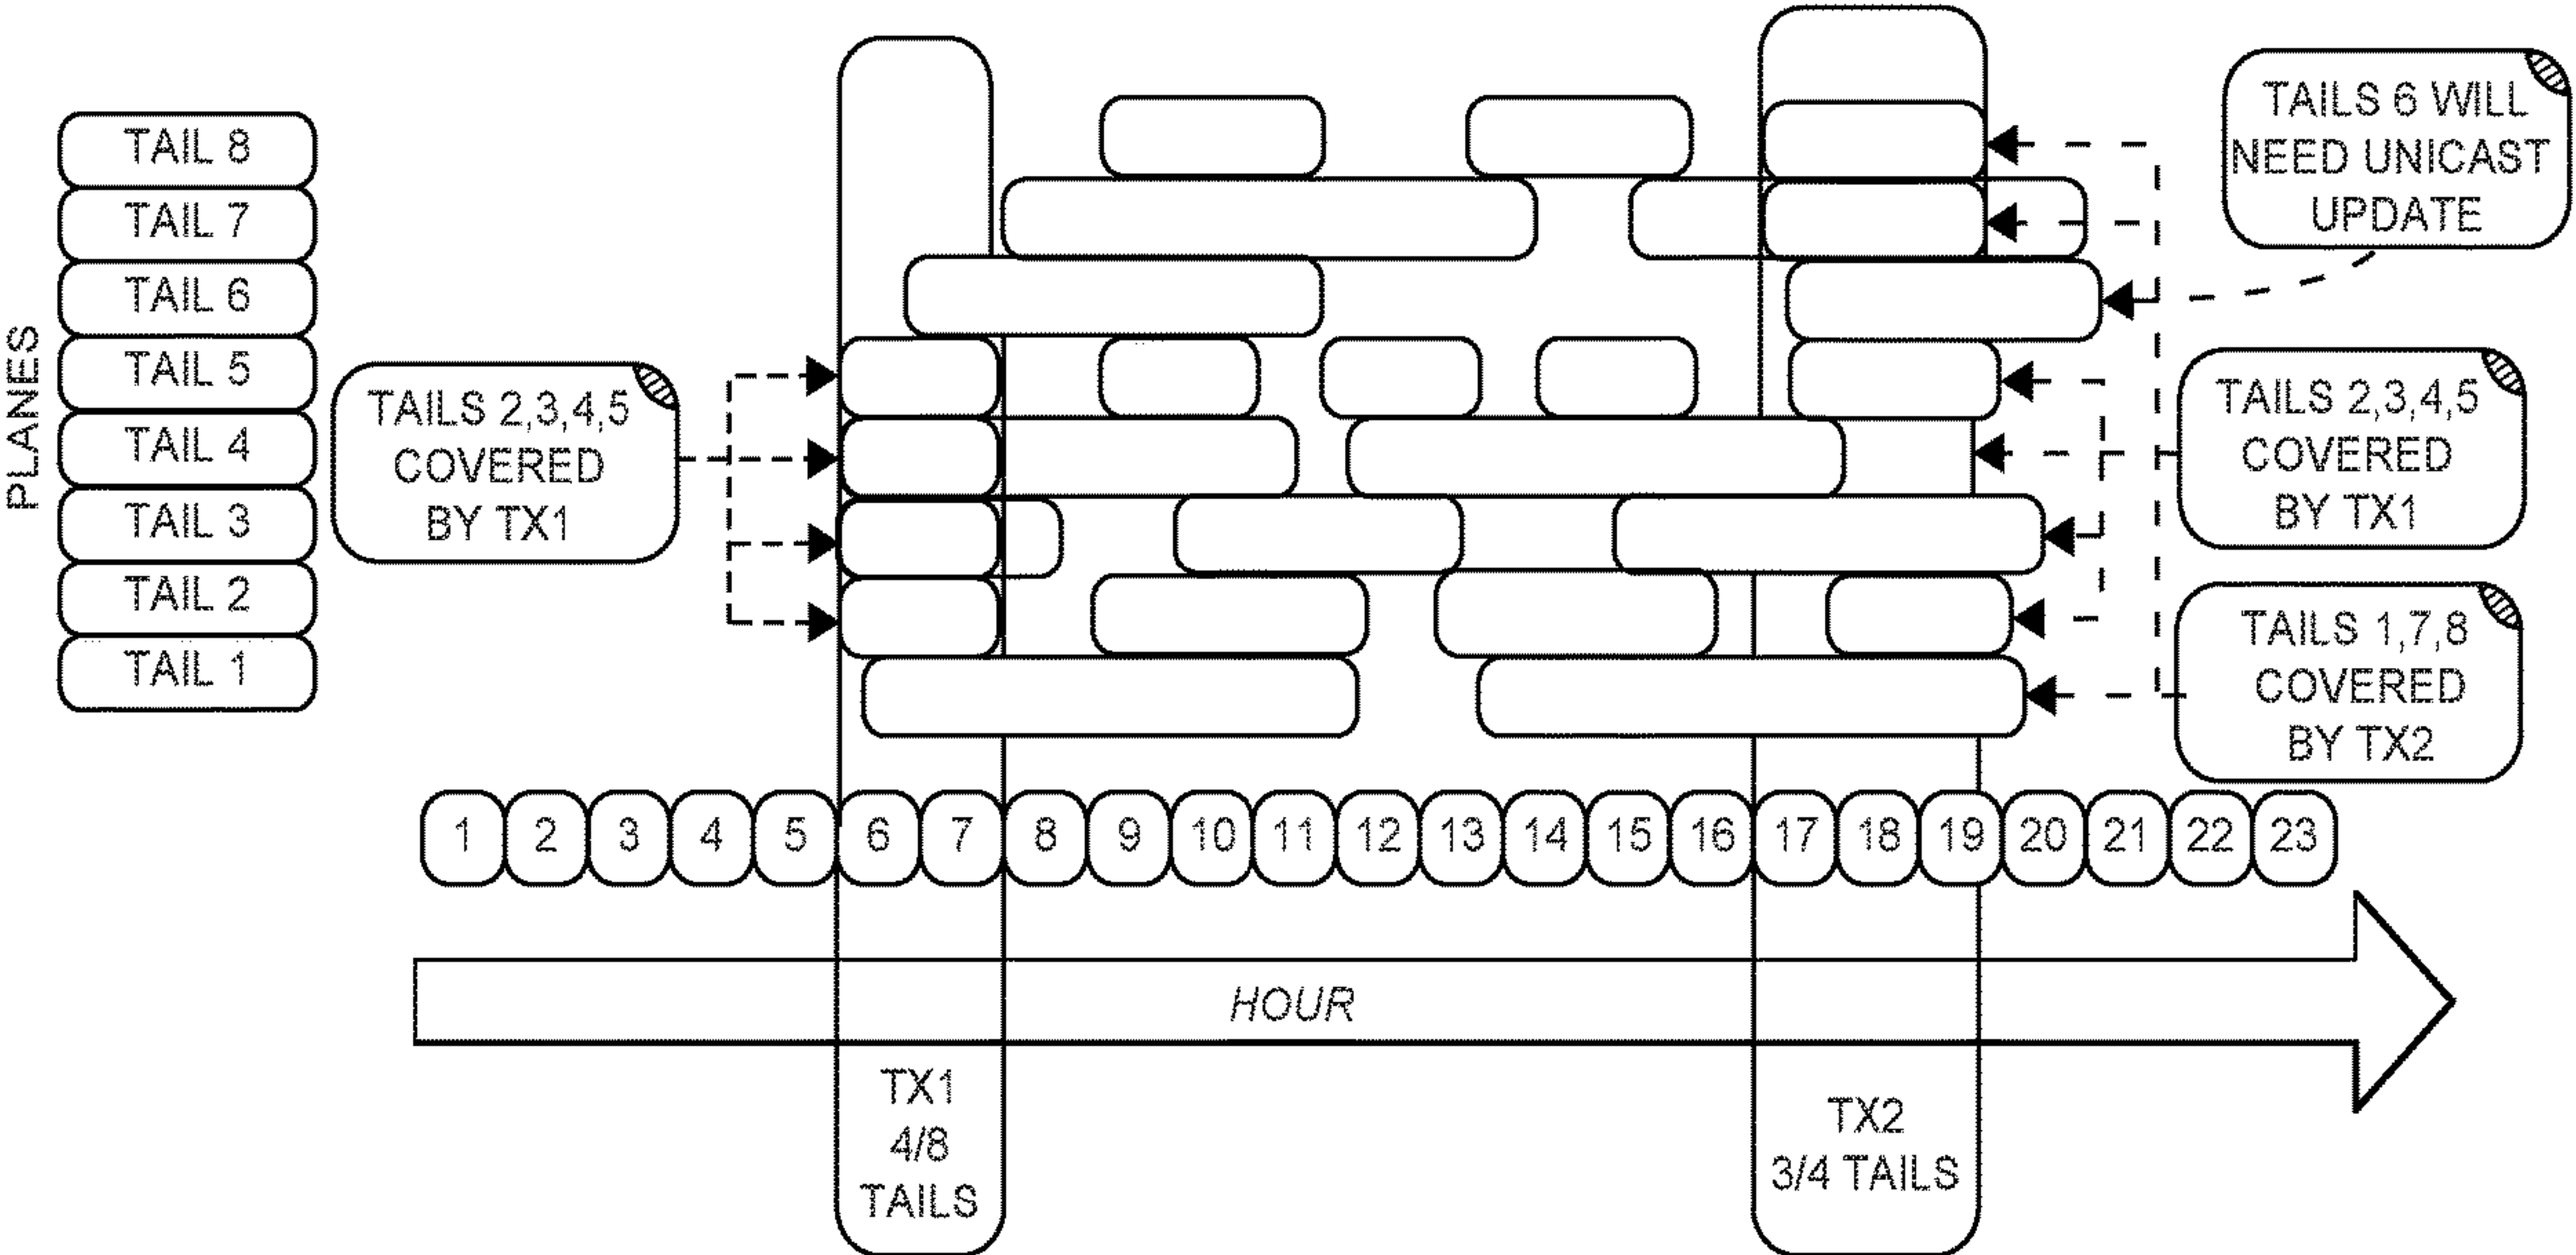 PLANES
TAIL 8
TAIL 7
TAIL 6
TAIL 5
TAIL 4
TAIL 3
TAIL 2
TAIL 1
TAILS 2,3,4,5
COVERED
BY TX1
TAILS 6 WILL
NEED UNICAST
UPDATE
TAILS 2,3,4,5
COVERED
BY TX1
TAILS 1,7,8
COVERED
BY TX2
1 2 3 4 5 6 7 8 9 10 11 12 13 14 15 16 17 18 19 20 21 22 23
HOUR
TX1
4/8
TAILS
TX2
3/4 TAILS